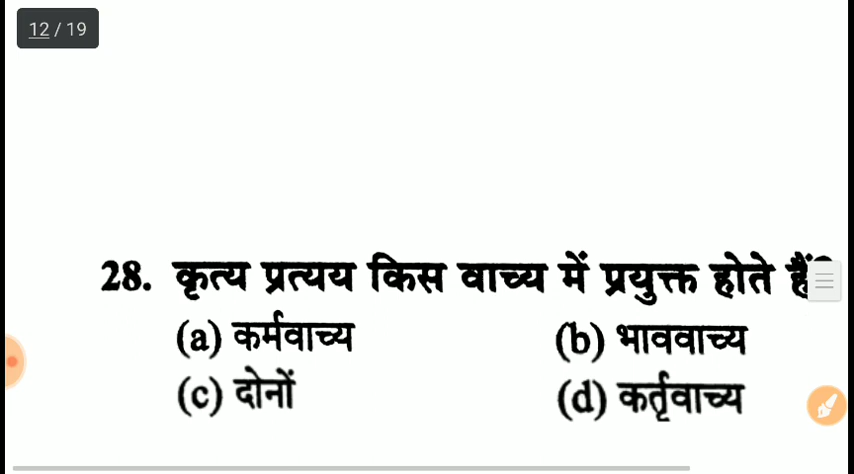 12 / 19
28. कृत्य प्रत्यय किस वाच्य में प्रयुक्त होते हैं?
(a) कर्मवाच्य (b) भाववाच्य
(c) दोनों (d) कर्तृवाच्य